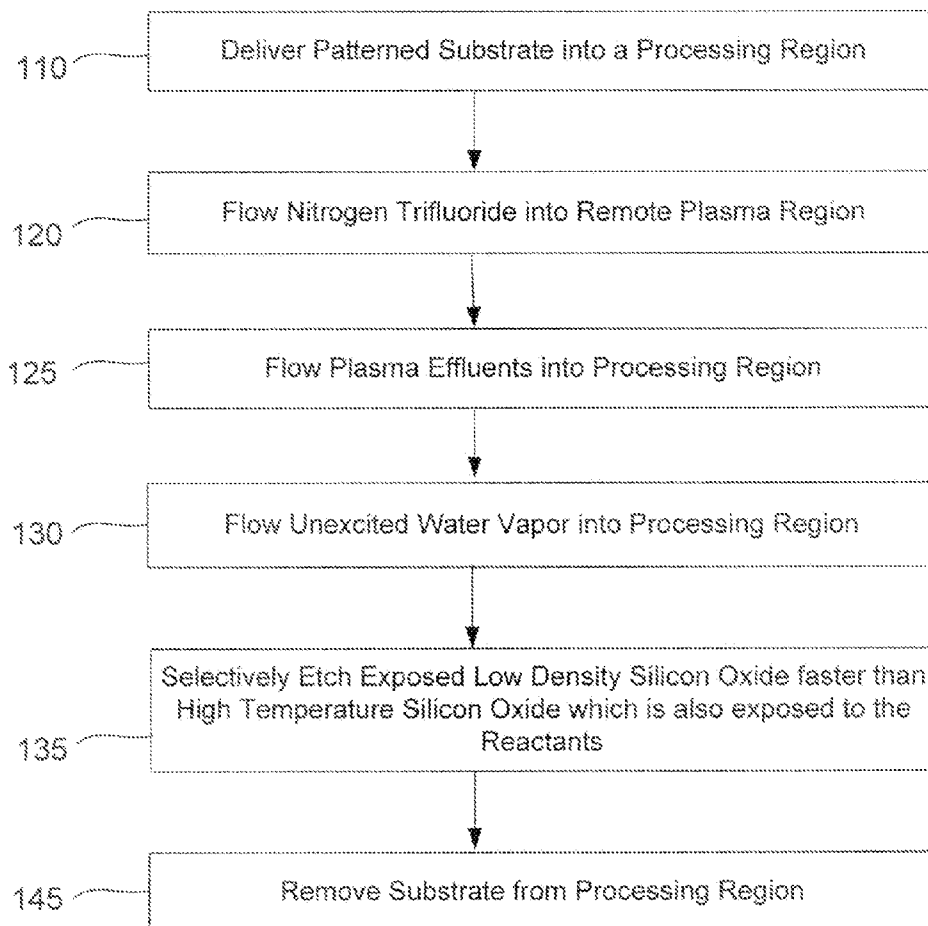 110
Deliver Patterned Substrate into a Processing Region
120
Flow Nitrogen Trifluoride into Remote Plasma Region
125
Flow Plasma Effluents into Processing Region
130
Flow Unexcited Water Vapor into Processing Region
135
Selectively Etch Exposed Low Density Silicon Oxide faster than
High Temperature Silicon Oxide which is also exposed to the
Reactants
145
Remove Substrate from Processing Region